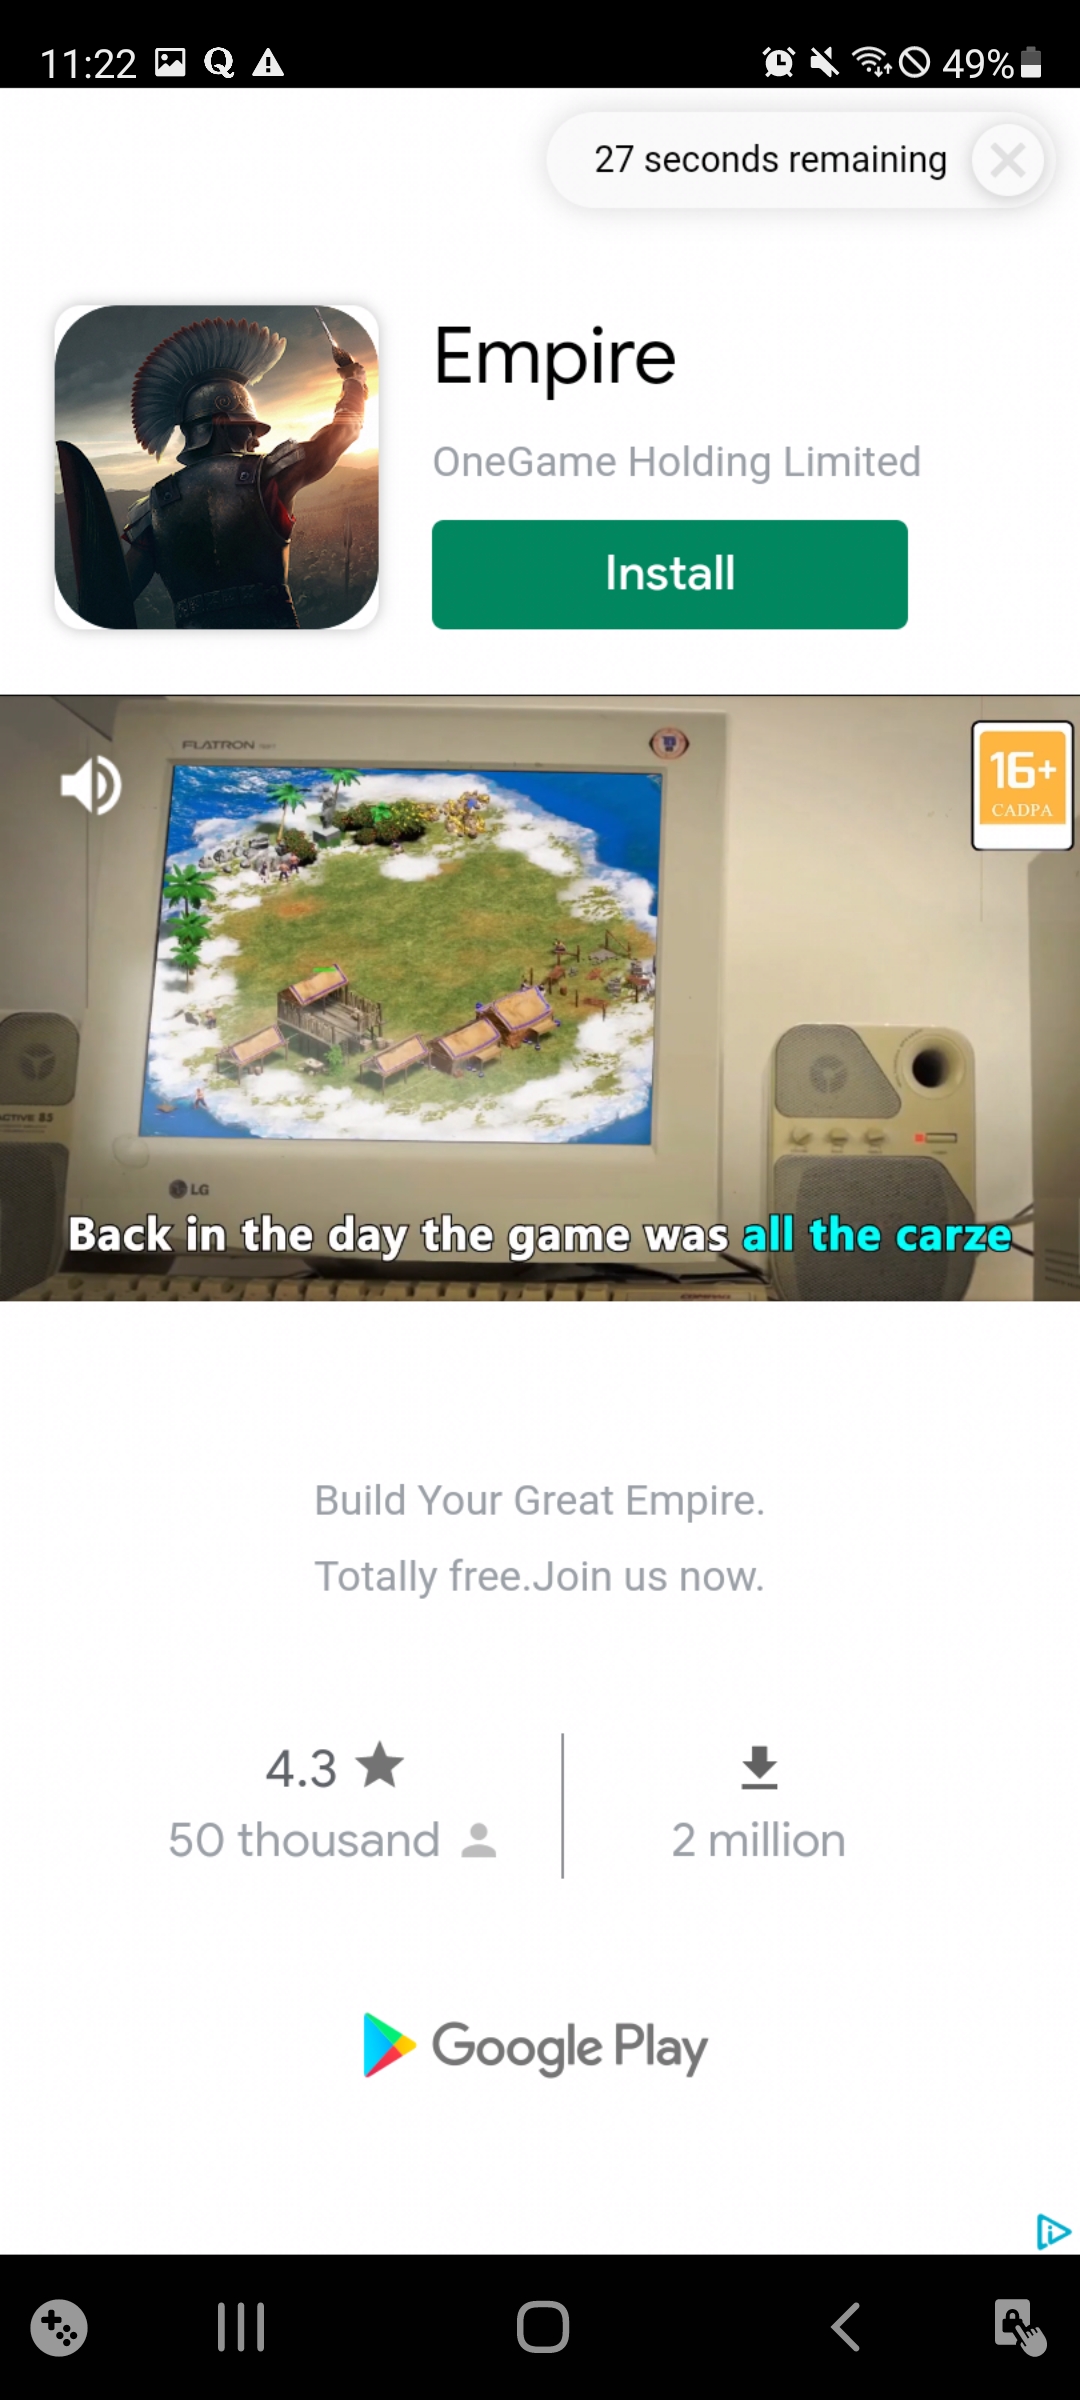 11:22
49%
27 seconds remaining
Empire
OneGame Holding Limited
Install
FLATRON
16+
CADPA
ACTIVE 85
LG
Back in the day the game was all the carze
Build Your Great Empire.
Totally free.Join us now.
4.3
50 thousand
2 million
Google Play